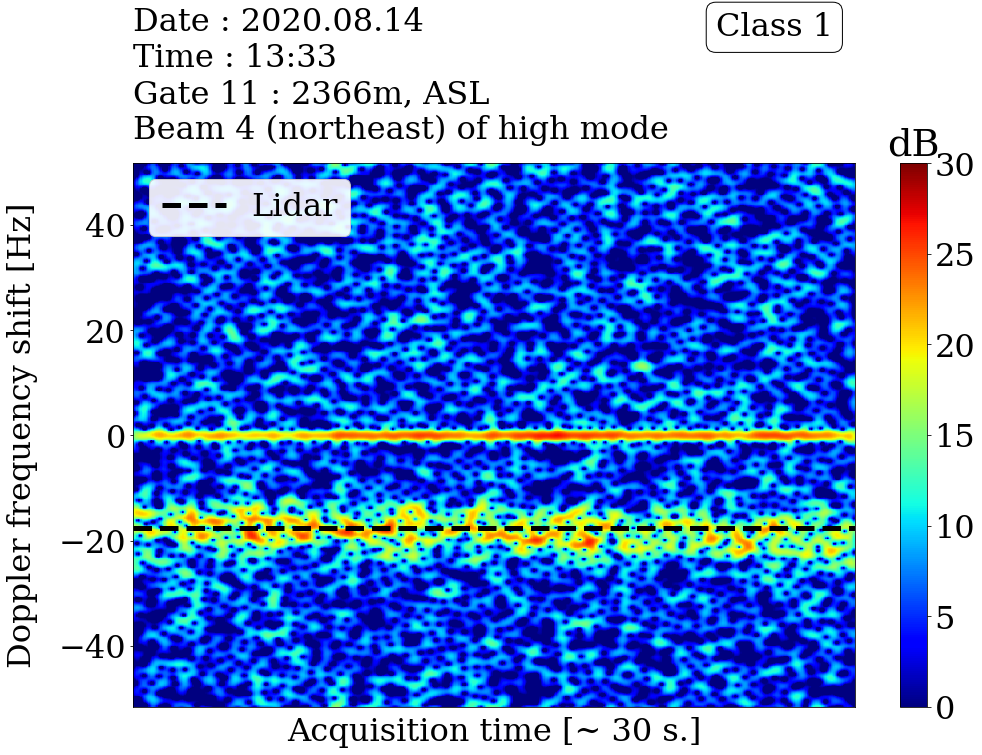 Date : 2020.08.14
Time : 13:33
Gate 11 : 2366m, ASL
Beam 4 (northeast) of high mode
Class 1
dB
Lidar
Doppler frequency shift [Hz]
40
20
0
−20
−40
Acquisition time [~ 30 s.]
30
25
20
15
10
5
0